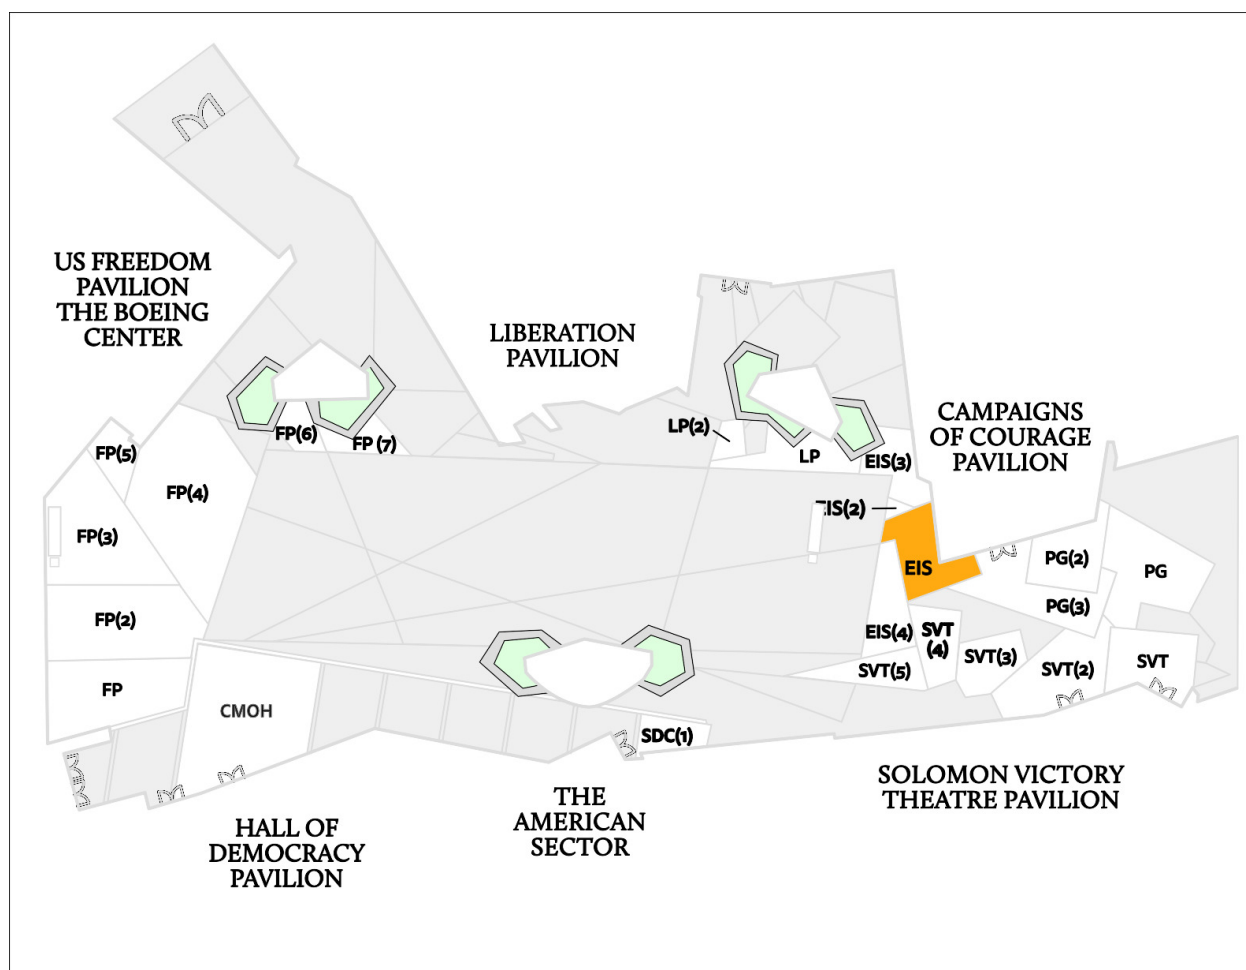 US FREEDOM
PAVILION
THE BOEING
CENTER
LIBERATION
PAVILION
CAMPAIGNS
OF COURAGE
PAVILION
FP(6)
FP (7)
LP(2)
LP
EIS(3)
FP(5)
FP(4)
FP(3)
EIS(2)
EIS
PG(2)
PG
PG(3)
FP(2)
EIS(4)
SVT
(4)
SVT(3)
SVT(5)
SVT(2)
SVT
FP
CMOH
SDC(1)
SOLOMON VICTORY
THEATRE PAVILION
THE
AMERICAN
SECTOR
HALL OF
DEMOCRACY
PAVILION